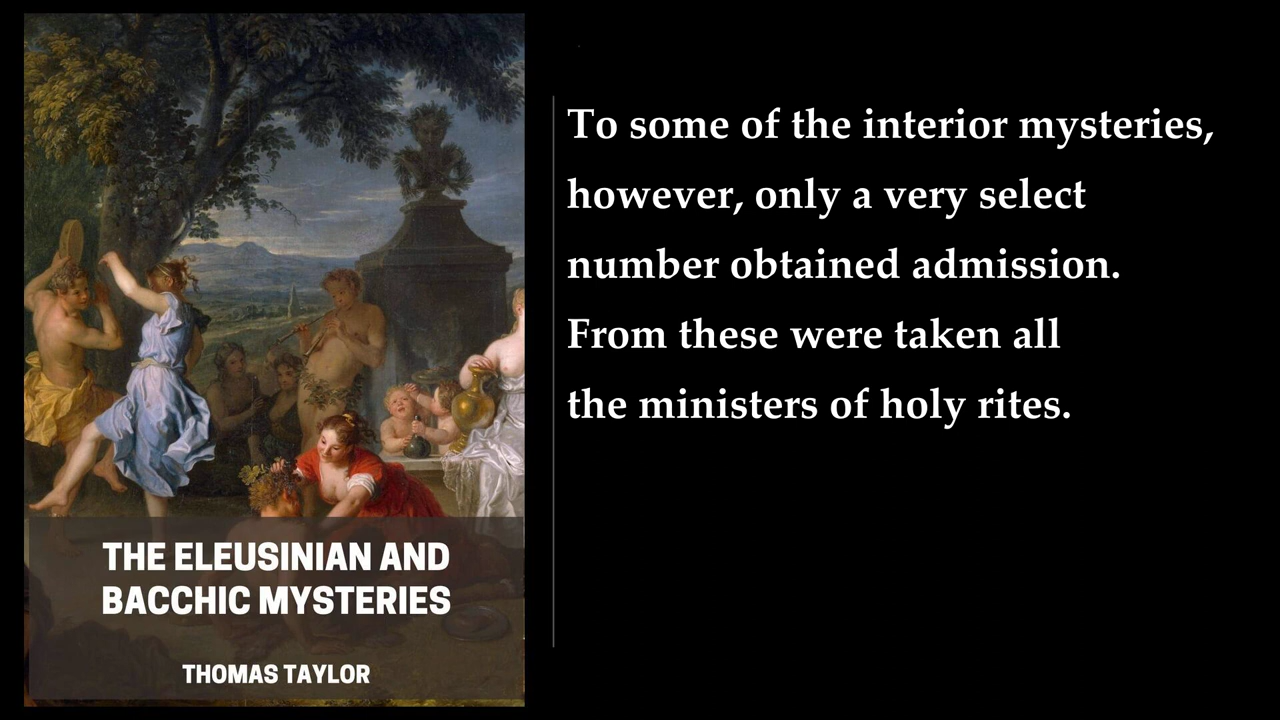 To some of the interior mysteries,
however, only a very select
number obtained admission.
From these were taken all
the ministers of holy rites.
THE ELEUSINIAN AND
BACCHIC MYSTERIES
THOMAS TAYLOR